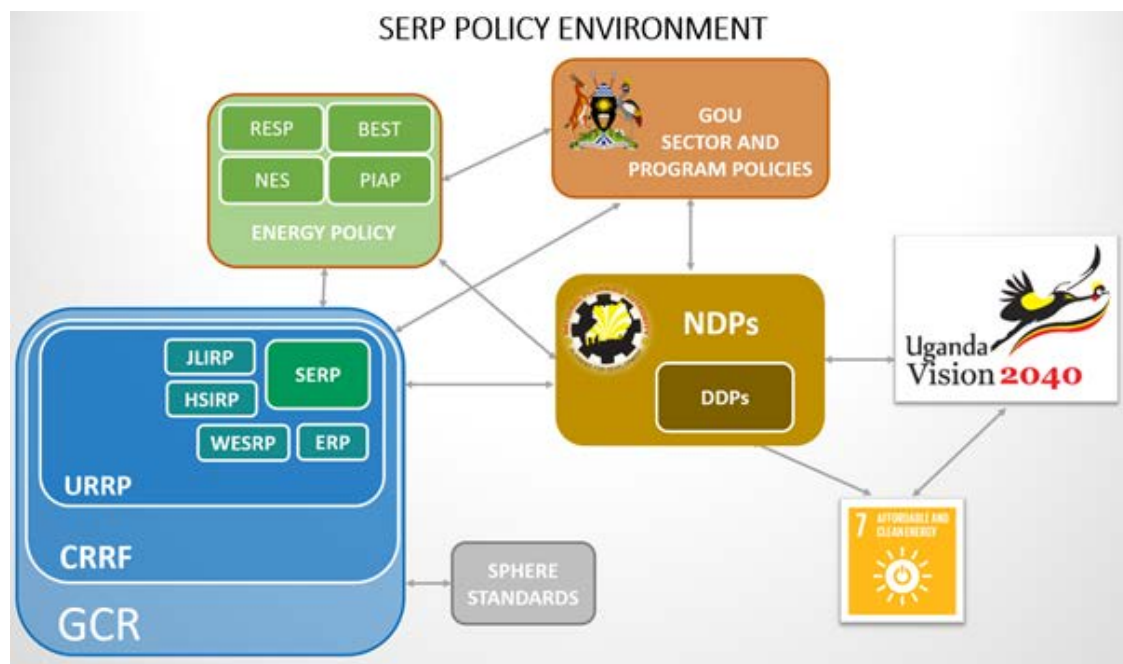 SERP POLICY ENVIRONMENT
RESP
BEST
NES
PIAP
ENERGY POLICY
GOU
SECTOR AND
PROGRAM POLICIES
JLIRP
SERP
HSIRP
WESRP
ERP
URRP
CRRF
GCR
NDPs
DDPs
Uganda
Vision 2040
SPHERE
STANDARDS
7 AFFORDABLE AND
CLEAN ENERGY